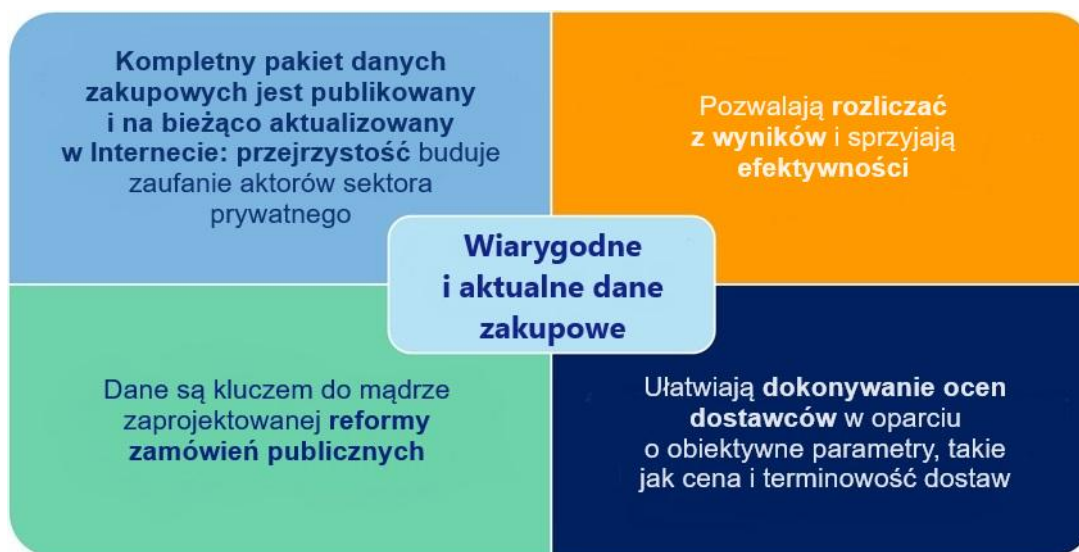 Kompletny pakiet danych
zakupowych jest publikowany
i na bieżąco aktualizowany
w Internecie: przejrzystość buduje
zaufanie aktorów sektora
prywatnego
Pozwalają rozliczać
z wyników i sprzyjają
efektywności
Wiarygodne
i aktualne dane
zakupowe
Dane są kluczem do mądrze
zaprojektowanej reformy
zamówień publicznych
Ułatwiają dokonywanie ocen
dostawców w oparciu
o obiektywne parametry, takie
jak cena i terminowość dostaw